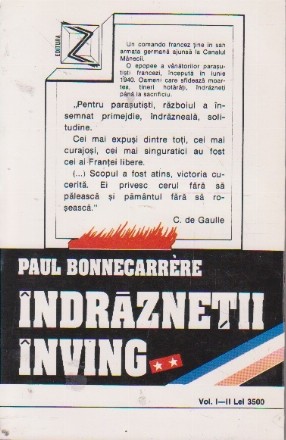 EDITURA
Z
Un comando francez ține în șah
armata germană ajunsă la Canalul
Mânecii.
O epopee a vânătorilor parașu-
tiști francezi, începută în iunie
1940. Oameni care sfidează moar-
tea, tineri hotărâți, îndrăzneți
până la sacrificiu.
„Pentru parașutiști, războiul a în-
semnat primejdie, îndrăzneală, soli-
tudine.
Cei mai expuși dintre toți, cei mai
curajoși, cei mai singuratici au fost
cei ai Franței libere.
(...) Scopul a fost atins, victoria cu-
cerită. Ei privesc cerul fără să
pălească și pământul fără să ro-
șească."
C. de Gaulle
PAUL BONNECARRÈRE
ÎNDRĂZNEȚII
ÎNVING
Vol. I—II Lei 3500